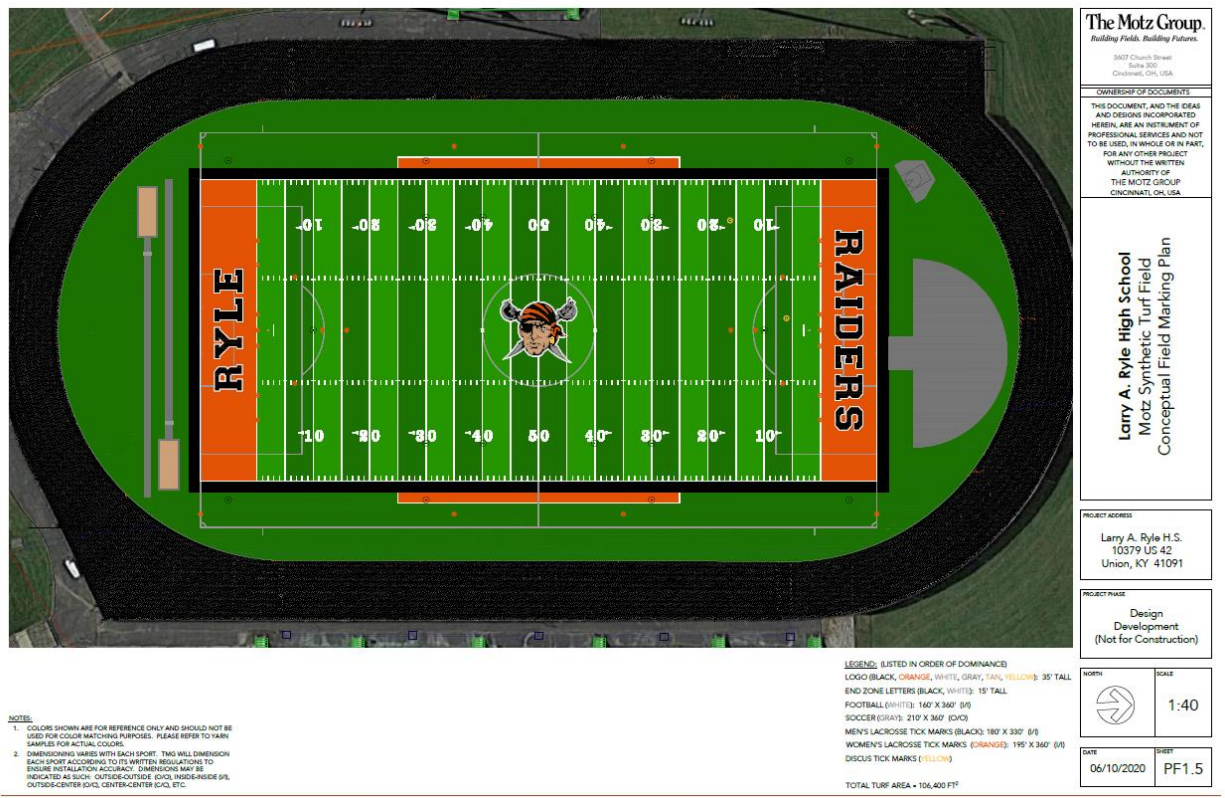 The Motz Group.
Building Fields. Building Futures.
3607 Church Street
Suite 300
Cincinnati, OH, USA
OWNERSHIP OF DOCUMENTS
THIS DOCUMENT, AND THE IDEAS
AND DESIGNS INCORPORATED
HEREIN, ARE AN INSTRUMENT OF
PROFESSIONAL SERVICES AND NOT
TO BE USED, IN WHOLE OR IN PART,
FOR ANY OTHER PROJECT
WITHOUT THE WRITTEN
AUTHORITY OF
THE MOTZ GROUP
CINCINNATI, OH, USA
10 20 30 40 50 40 30 20 10
RYLE
RAIDERS
10 20 30 40 50 40 30 20 10
Larry A. Ryle High School
Motz Synthetic Turf Field
Conceptual Field Marking Plan
PROJECT ADDRESS
Larry A. Ryle H.S.
10379 US 42
Union, KY 41091
PROJECT PHASE
Design
Development
(Not for Construction)
NORTH
SCALE
1:40
DATE
06/10/2020
SHEET
PF1.5
LEGEND: (LISTED IN ORDER OF DOMINANCE)
LOGO (BLACK, ORANGE, WHITE, GRAY, TAN, YELLOW): 35' TALL
END ZONE LETTERS (BLACK, WHITE): 15' TALL
FOOTBALL (WHITE): 160' X 360' (I/I)
SOCCER (GRAY): 210' X 360' (O/O)
MEN'S LACROSSE TICK MARKS (BLACK): 180' X 330' (I/I)
WOMEN'S LACROSSE TICK MARKS (ORANGE): 195' X 360' (I/I)
DISCUS TICK MARKS (YELLOW)
TOTAL TURF AREA = 106,400 FT²
NOTES:
1. COLORS SHOWN ARE FOR REFERENCE ONLY AND SHOULD NOT BE
USED FOR COLOR MATCHING PURPOSES. PLEASE REFER TO YARN
SAMPLES FOR ACTUAL COLORS.
2. DIMENSIONING VARIES WITH EACH SPORT. TMG WILL DIMENSION
EACH SPORT ACCORDING TO ITS WRITTEN REGULATIONS TO
ENSURE INSTALLATION ACCURACY. DIMENSIONS MAY BE
INDICATED AS SUCH: OUTSIDE-OUTSIDE (O/O), INSIDE-INSIDE (I/I),
OUTSIDE-CENTER (O/C), CENTER-CENTER (C/C), ETC.